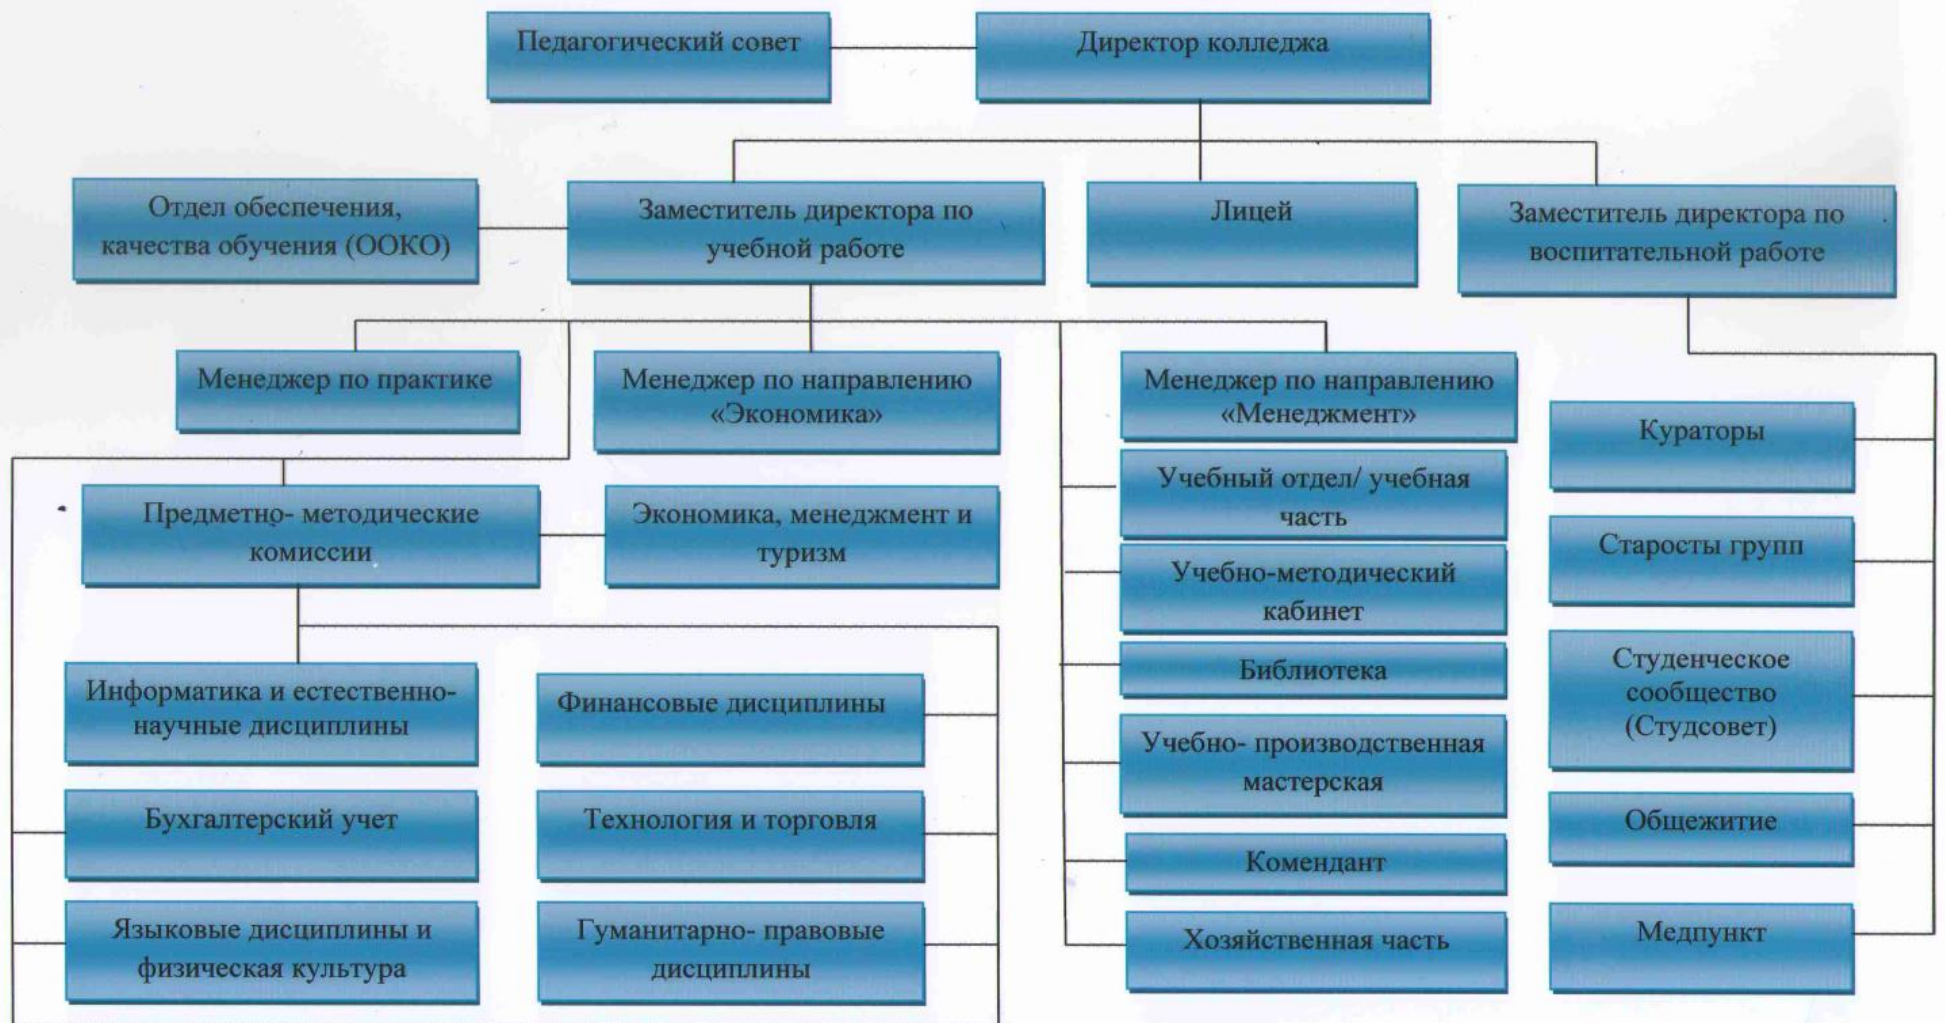 Педагогический совет
Директор колледжа
Отдел обеспечения,
качества обучения (ООКО)
Заместитель директора по
учебной работе
Лицей
Заместитель директора по
воспитательной работе
Менеджер по практике
Менеджер по направлению
«Экономика»
Менеджер по направлению
«Менеджмент»
Кураторы
Учебный отдел/ учебная
часть
Предметно- методические
комиссии
Экономика, менеджмент и
туризм
Старосты групп
Учебно-методический
кабинет
Информатика и естественно-
научные дисциплины
Финансовые дисциплины
Библиотека
Студенческое
сообщество
(Студсовет)
Учебно- производственная
мастерская
Бухгалтерский учет
Технология и торговля
Комендант
Общежитие
Языковые дисциплины и
физическая культура
Гуманитарно- правовые
дисциплины
Хозяйственная часть
Медпункт